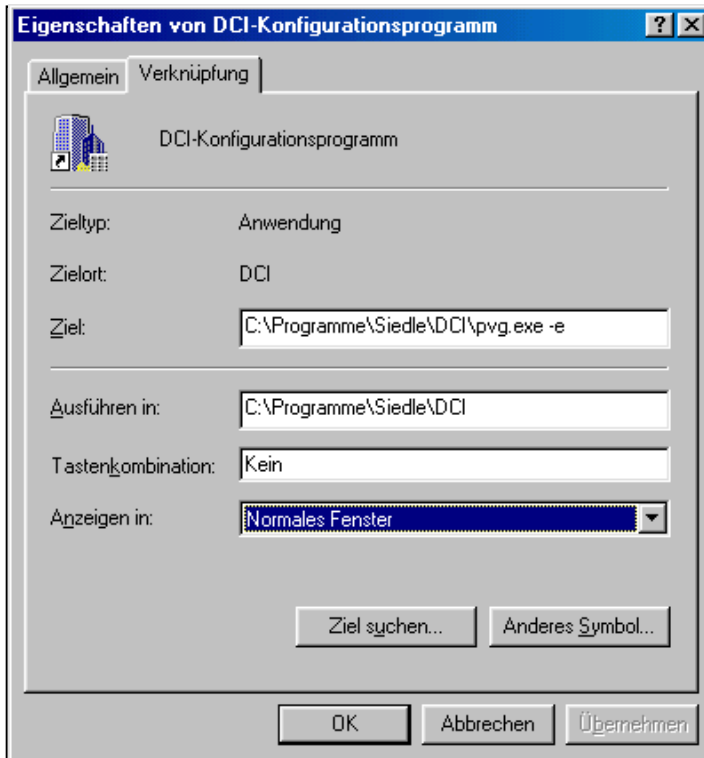 Eigenschaften von DCI-Konfigurationsprogramm
Allgemein Verknüpfung
DCI-Konfigurationsprogramm
Zieltyp: Anwendung
Zielort: DCI
Ziel: C:\Programme\Siedle\DCI\pvg.exe -e
Ausführen in: C:\Programme\Siedle\DCI
Tastenkombination: Kein
Anzeigen in: Normales Fenster
Ziel suchen... Anderes Symbol...
OK Abbrechen Übernehmen